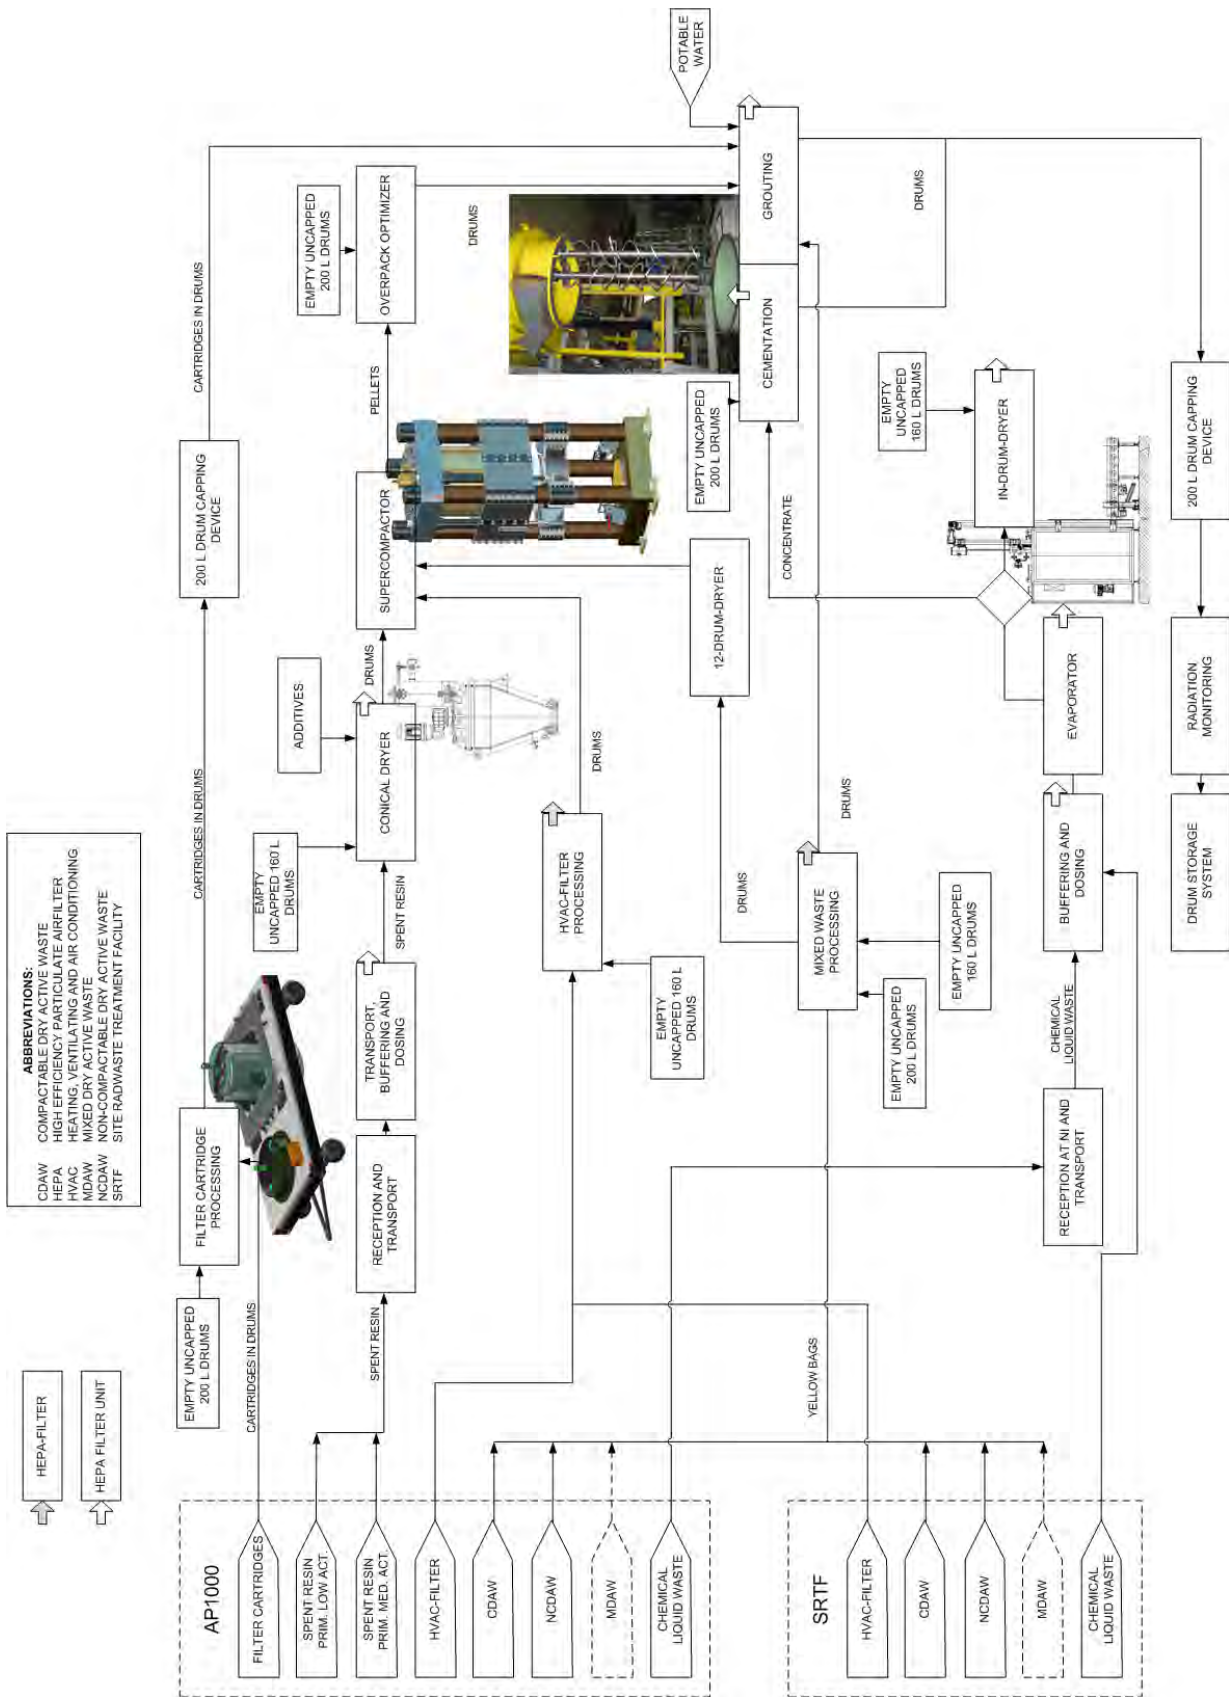 HEPA-FILTER
HEPA FILTER UNIT
ABBREVIATIONS:
CDAW COMPACTABLE DRY ACTIVE WASTE
HEPA HIGH EFFICIENCY PARTICULATE AIRFILTER
HVAC HEATING, VENTILATING AND AIR CONDITIONING
MDAW MIXED DRY ACTIVE WASTE
NCDAW NON-COMPACTABLE DRY ACTIVE WASTE
SRTF SITE RADWASTE TREATMENT FACILITY
AP1000
FILTER CARTRIDGES
SPENT RESIN
PRIM. LOW ACT.
SPENT RESIN
PRIM. MED. ACT.
HVAC-FILTER
CDAW
NCDAW
MDAW
CHEMICAL
LIQUID WASTE
SRTF
HVAC-FILTER
CDAW
NCDAW
MDAW
CHEMICAL
LIQUID WASTE
EMPTY UNCAPPED
200 L DRUMS
CARTRIDGES IN DRUMS
FILTER CARTRIDGE
PROCESSING
CARTRIDGES IN DRUMS
200 L DRUM CAPPING
DEVICE
CARTRIDGES IN DRUMS
SPENT RESIN
RECEPTION AND
TRANSPORT
TRANSPORT,
BUFFERING AND
DOSING
SPENT RESIN
EMPTY
UNCAPPED 160 L
DRUMS
ADDITIVES
CONICAL DRYER
DRUMS
SUPERCOMPACTOR
PELLETS
EMPTY UNCAPPED
200 L DRUMS
OVERPACK OPTIMIZER
DRUMS
POTABLE
WATER
HVAC-FILTER
PROCESSING
EMPTY
UNCAPPED 160 L
DRUMS
DRUMS
YELLOW BAGS
MIXED WASTE
PROCESSING
EMPTY UNCAPPED
200 L DRUMS
EMPTY
UNCAPPED 160 L DRUMS
DRUMS
12-DRUM-DRYER
DRUMS
EMPTY UNCAPPED
200 L DRUMS
CEMENTATION
GROUTING
DRUMS
CONCENTRATE
RECEPTION AT NI AND
TRANSPORT
CHEMICAL
LIQUID WASTE
BUFFERING AND
DOSING
EVAPORATOR
EMPTY
UNCAPPED
160 L DRUMS
IN-DRUM-DRYER
200 L DRUM CAPPING
DEVICE
RADIATION
MONITORING
DRUM STORAGE
SYSTEM